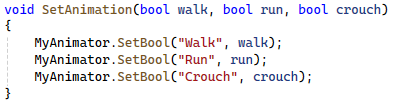 void SetAnimation(bool walk, bool run, bool crouch)
{
    MyAnimator.SetBool("Walk", walk);
    MyAnimator.SetBool("Run", run);
    MyAnimator.SetBool("Crouch", crouch);
}